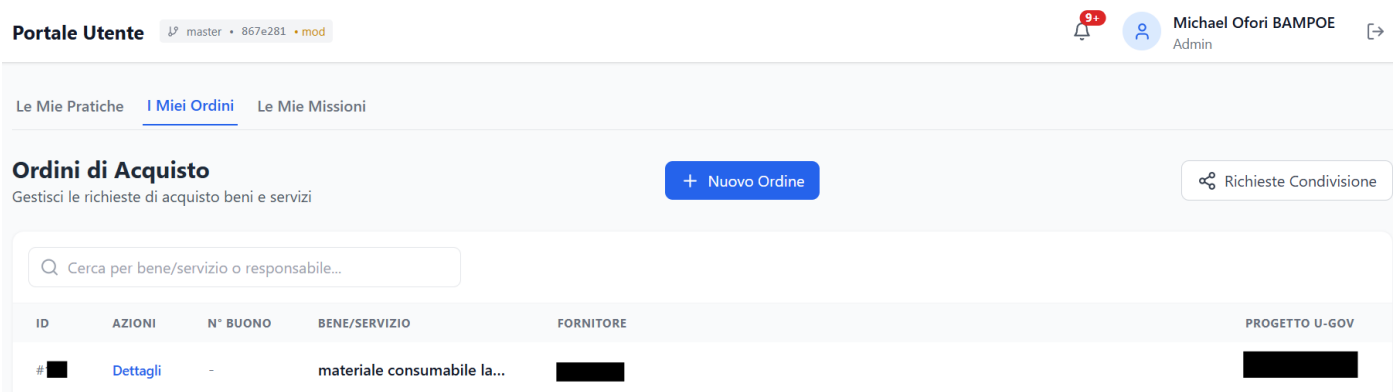 Portale Utente master • 867e281 • mod 9+ Michael Ofori BAMPOE
Admin
Le Mie Pratiche I Miei Ordini Le Mie Missioni
Ordini di Acquisto
Gestisci le richieste di acquisto beni e servizi
+ Nuovo Ordine
Richieste Condivisione
Cerca per bene/servizio o responsabile...
ID AZIONI N° BUONO BENE/SERVIZIO FORNITORE PROGETTO U-GOV
# Dettagli - materiale consumabile la...